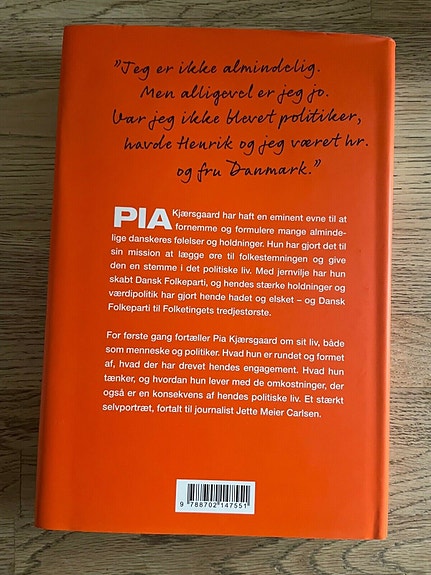 "Jeg er ikke almindelig.
Men alligevel er jeg jo.
Var jeg ikke blevet politiker,
havde Henrik og jeg været hr.
og fru Danmark."
PIA Kjærsgaard har haft en eminent evne til at
fornemme og formulere mange alminde-
lige danskeres følelser og holdninger. Hun har gjort det til
sin mission at lægge øre til folkestemningen og give
den en stemme i det politiske liv. Med jernvilje har hun
skabt Dansk Folkeparti, og hendes stærke holdninger og
værdipolitik har gjort hende hadet og elsket – og Dansk
Folkeparti til Folketingets tredjestørste.
For første gang fortæller Pia Kjærsgaard om sit liv, både
som menneske og politiker. Hvad hun er rundet og formet
af, hvad der har drevet hendes engagement. Hvad hun
tænker, og hvordan hun lever med de omkostninger, der
også er en konsekvens af hendes politiske liv. Et stærkt
selvportræt, fortalt til journalist Jette Meier Carlsen.
9 788702 147551